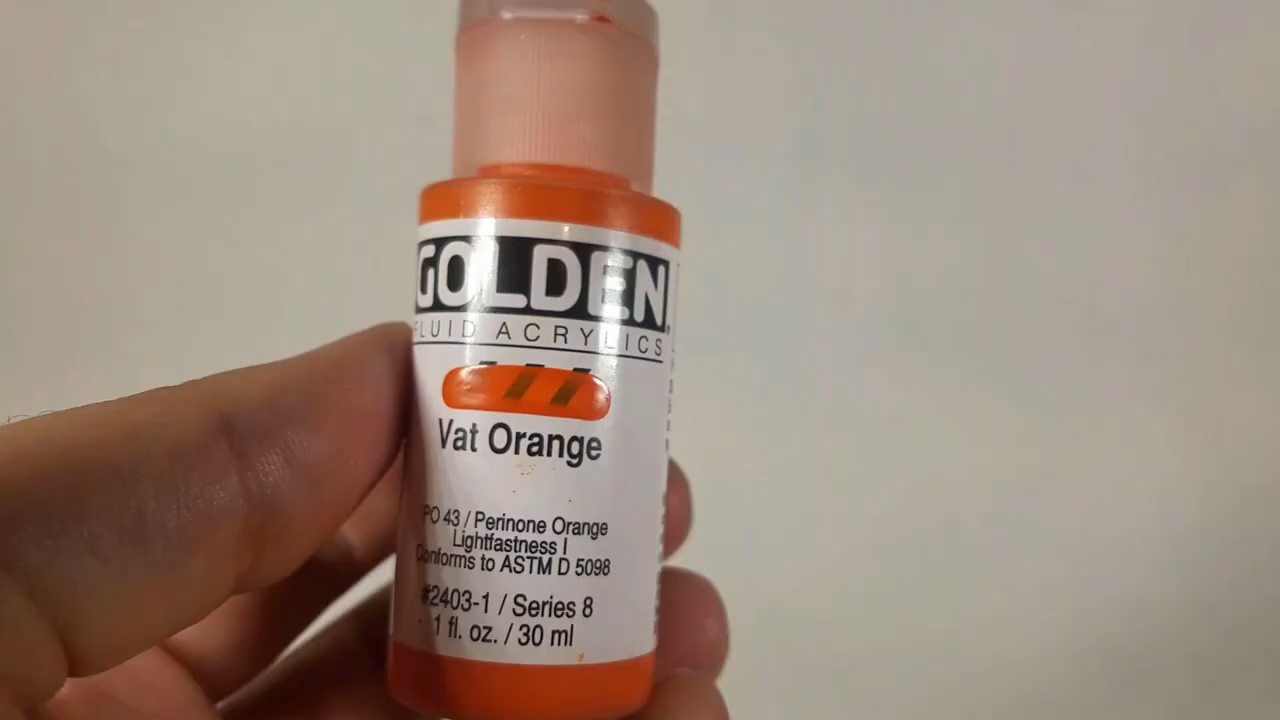 GOLDEN
FLUID ACRYLICS
Vat Orange
PO 43 / Perinone Orange
Lightfastness I
Conforms to ASTM D 5098
#2403-1 / Series 8
1 fl. oz. / 30 ml